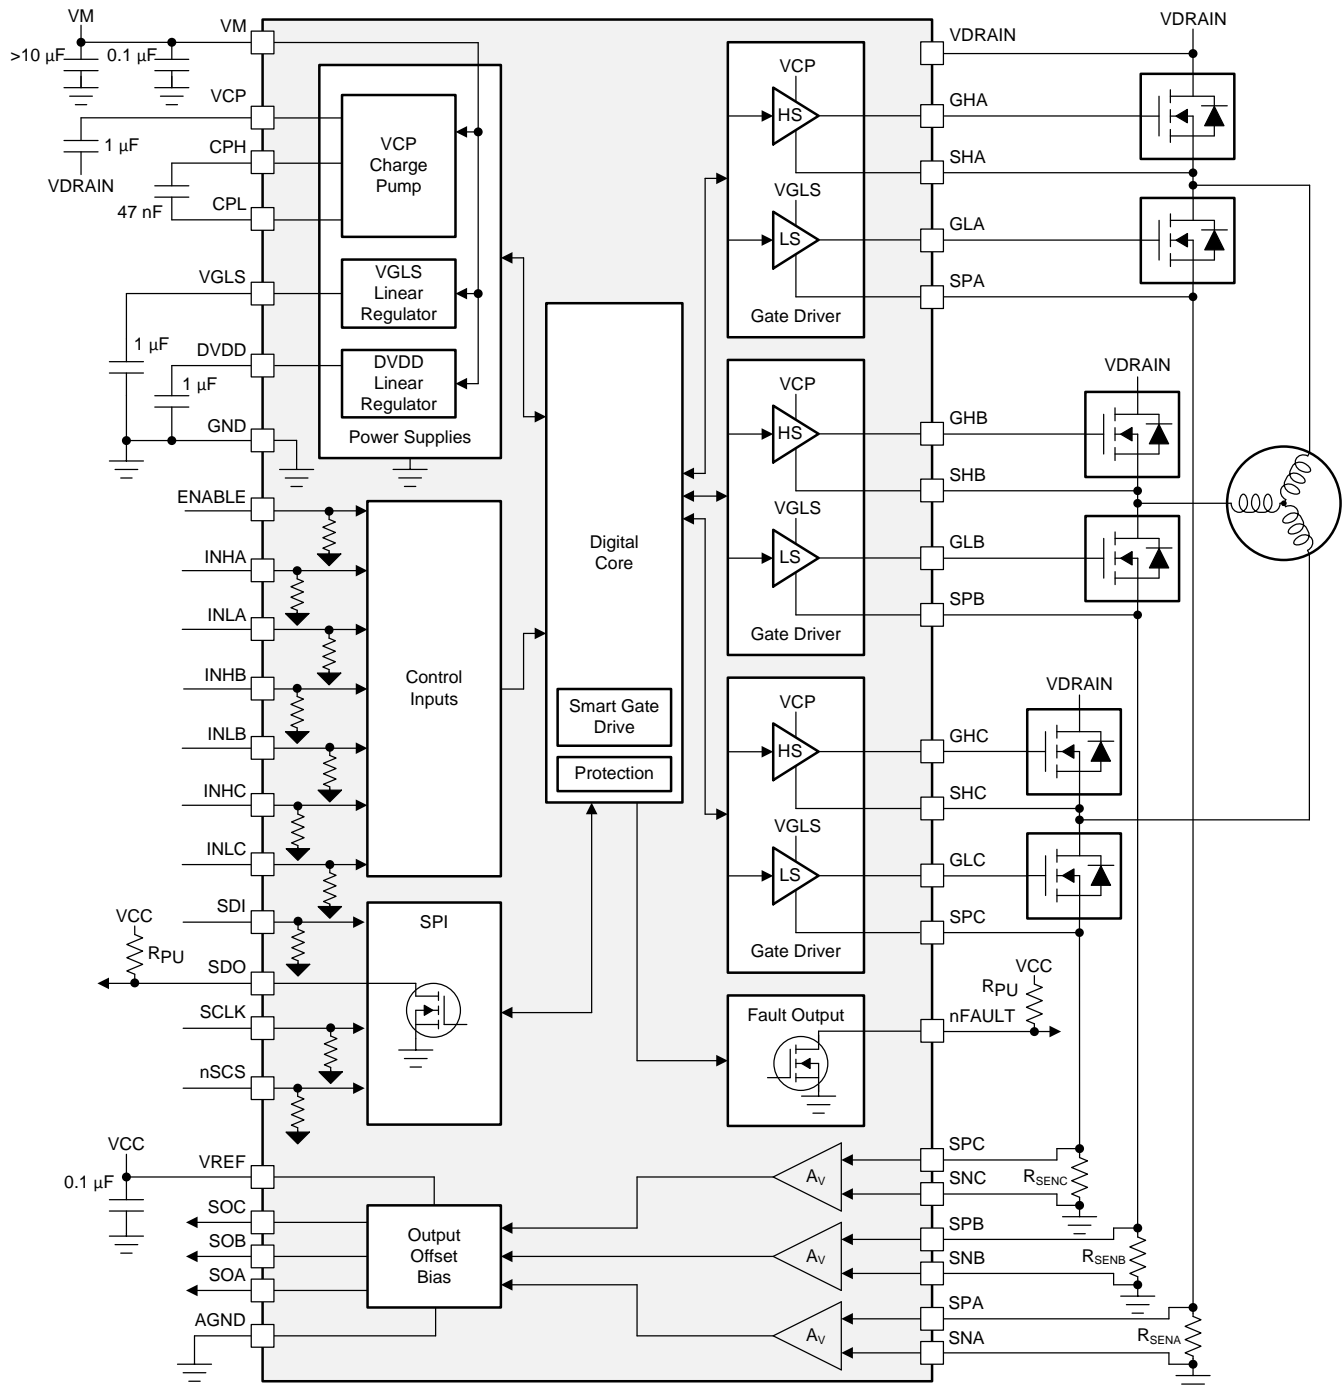 VM
>10 µF
0.1 µF
VM
VCP
1 µF
VDRAIN
CPH
47 nF
CPL
VCP
Charge
Pump
VGLS
1 µF
VGLS
Linear
Regulator
DVDD
1 µF
DVDD
Linear
Regulator
GND
Power Supplies
ENABLE
INHA
INLA
INHB
INLB
INHC
INLC
Control
Inputs
SDI
VCC
RPU
SDO
SCLK
nSCS
SPI
VCC
0.1 µF
VREF
SOC
SOB
SOA
AGND
Output
Offset
Bias
Digital
Core
Smart Gate
Drive
Protection
VCP
HS
VGLS
LS
Gate Driver
VCP
HS
VGLS
LS
Gate Driver
VCP
HS
VGLS
LS
Gate Driver
Fault Output
AV
AV
AV
VDRAIN
VDRAIN
GHA
SHA
GLA
SPA
VDRAIN
GHB
SHB
GLB
SPB
VDRAIN
GHC
SHC
GLC
SPC
VCC
RPU
nFAULT
SPC
SNC
RSENC
SPB
SNB
RSENB
SPA
SNA
RSENA